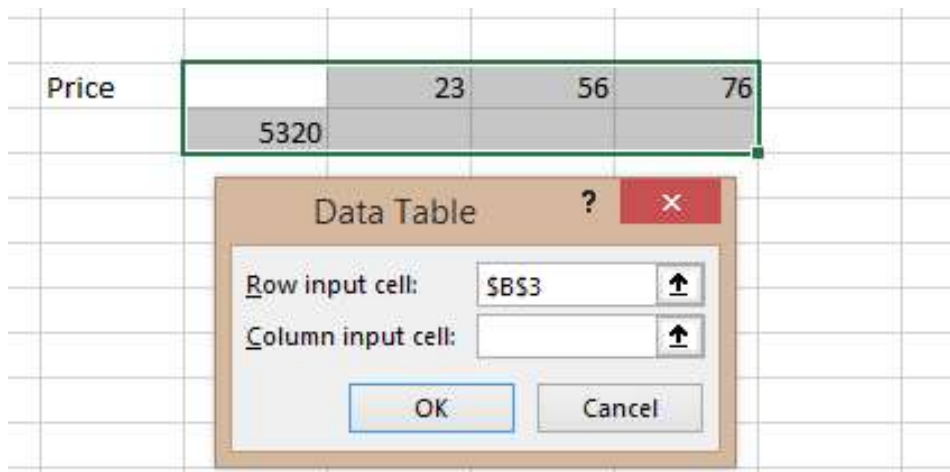 Price 23 56 76
5320
Data Table ? ×
Row input cell: $B$3
Column input cell:
OK Cancel